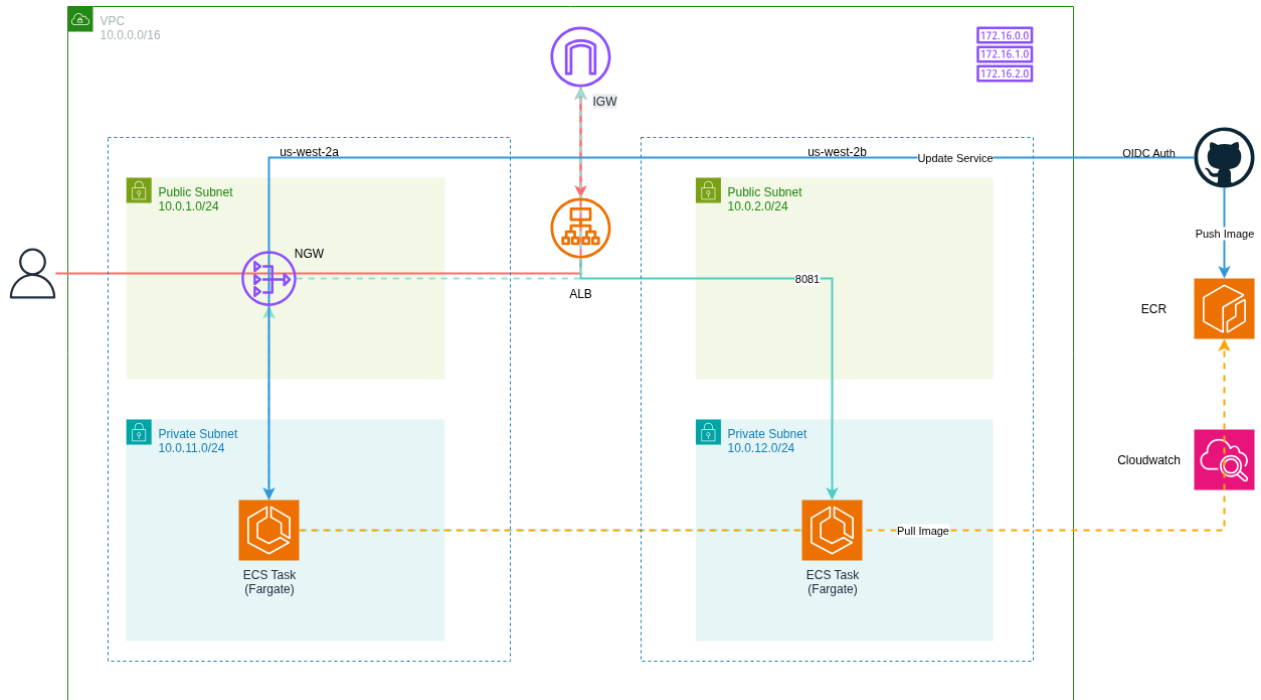 VPC
10.0.0.0/16
172.16.0.0
172.16.1.0
172.16.2.0
IGW
us-west-2a
us-west-2b
Update Service
OIDC Auth
Public Subnet
10.0.1.0/24
Public Subnet
10.0.2.0/24
Push Image
NGW
8081
ALB
ECR
Private Subnet
10.0.11.0/24
Private Subnet
10.0.12.0/24
Cloudwatch
Pull Image
ECS Task
(Fargate)
ECS Task
(Fargate)